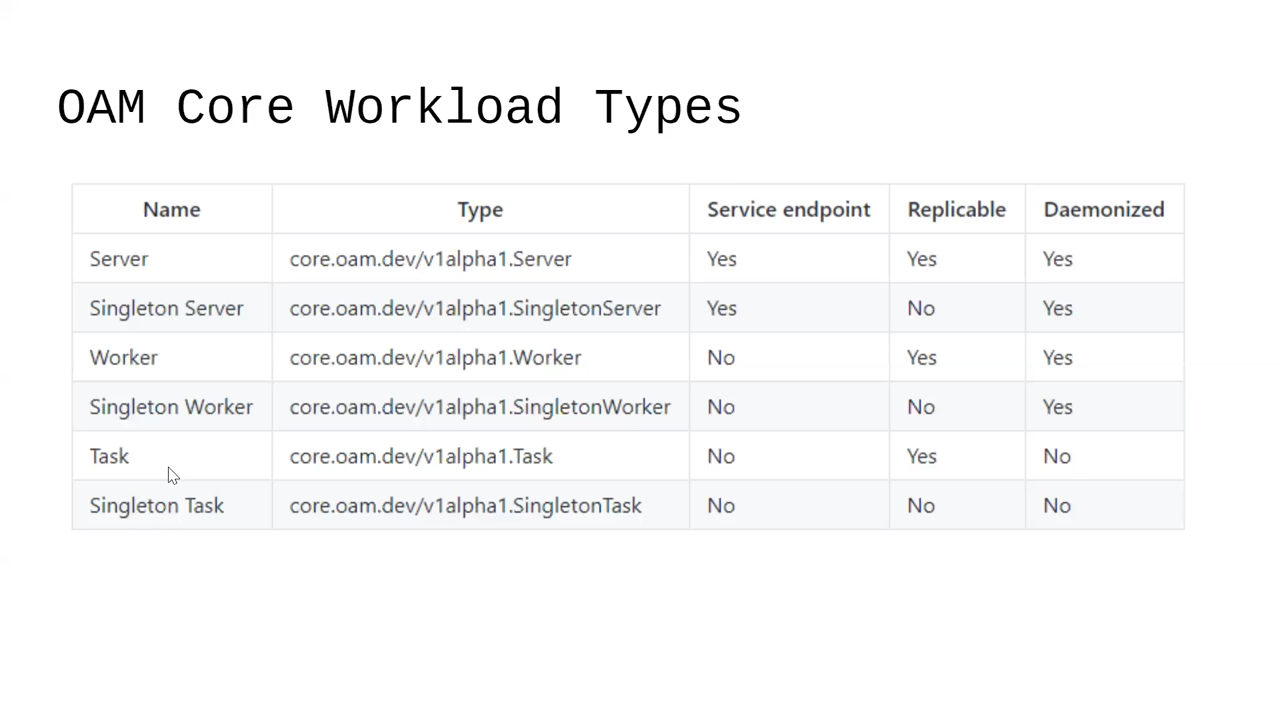 OAM Core Workload Types
Name Type Service endpoint Replicable Daemonized
Server core.oam.dev/v1alpha1.Server Yes Yes Yes
Singleton Server core.oam.dev/v1alpha1.SingletonServer Yes No Yes
Worker core.oam.dev/v1alpha1.Worker No Yes Yes
Singleton Worker core.oam.dev/v1alpha1.SingletonWorker No No Yes
Task core.oam.dev/v1alpha1.Task No Yes No
Singleton Task core.oam.dev/v1alpha1.SingletonTask No No No